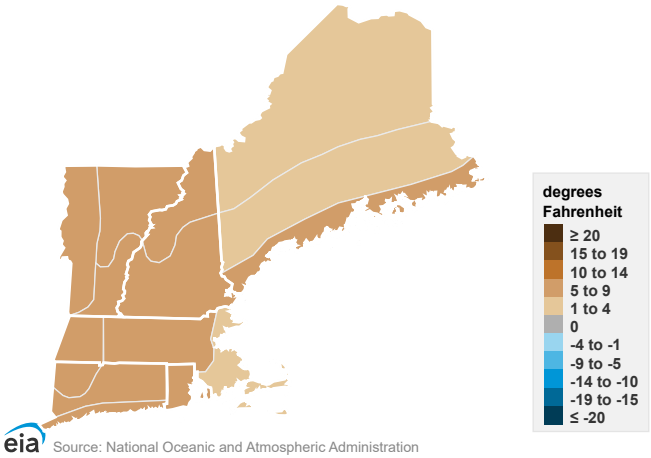 degrees
Fahrenheit
≥ 20
15 to 19
10 to 14
5 to 9
1 to 4
0
-4 to -1
-9 to -5
-14 to -10
-19 to -15
≤ -20
eia
Source: National Oceanic and Atmospheric Administration